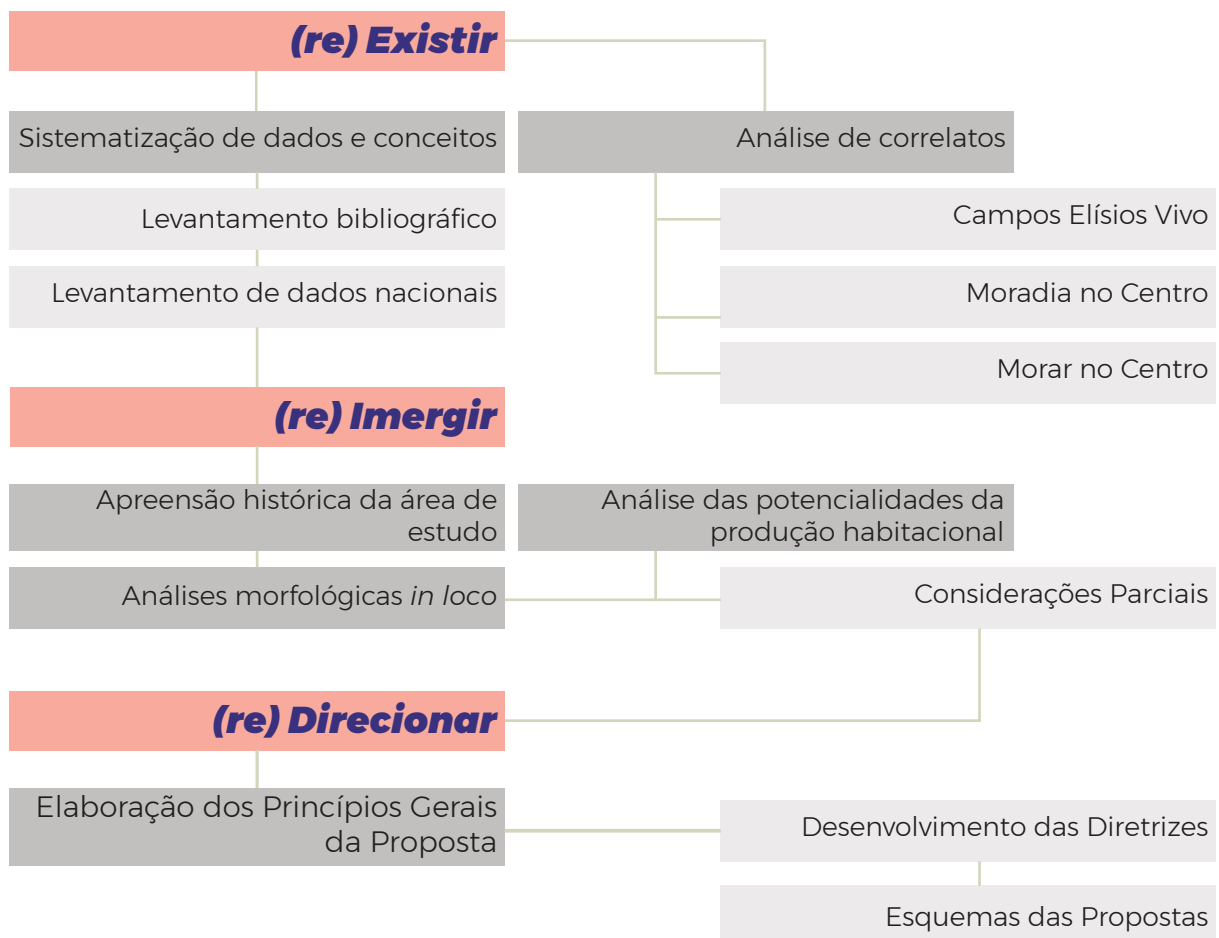 (re) Existir
Sistematização de dados e conceitos
Análise de correlatos
Levantamento bibliográfico
Campos Elísios Vivo
Levantamento de dados nacionais
Moradia no Centro
Morar no Centro
(re) Imergir
Apreensão histórica da área de
estudo
Análise das potencialidades da
produção habitacional
Análises morfológicas in loco
Considerações Parciais
(re) Direcionar
Elaboração dos Princípios Gerais
da Proposta
Desenvolvimento das Diretrizes
Esquemas das Propostas